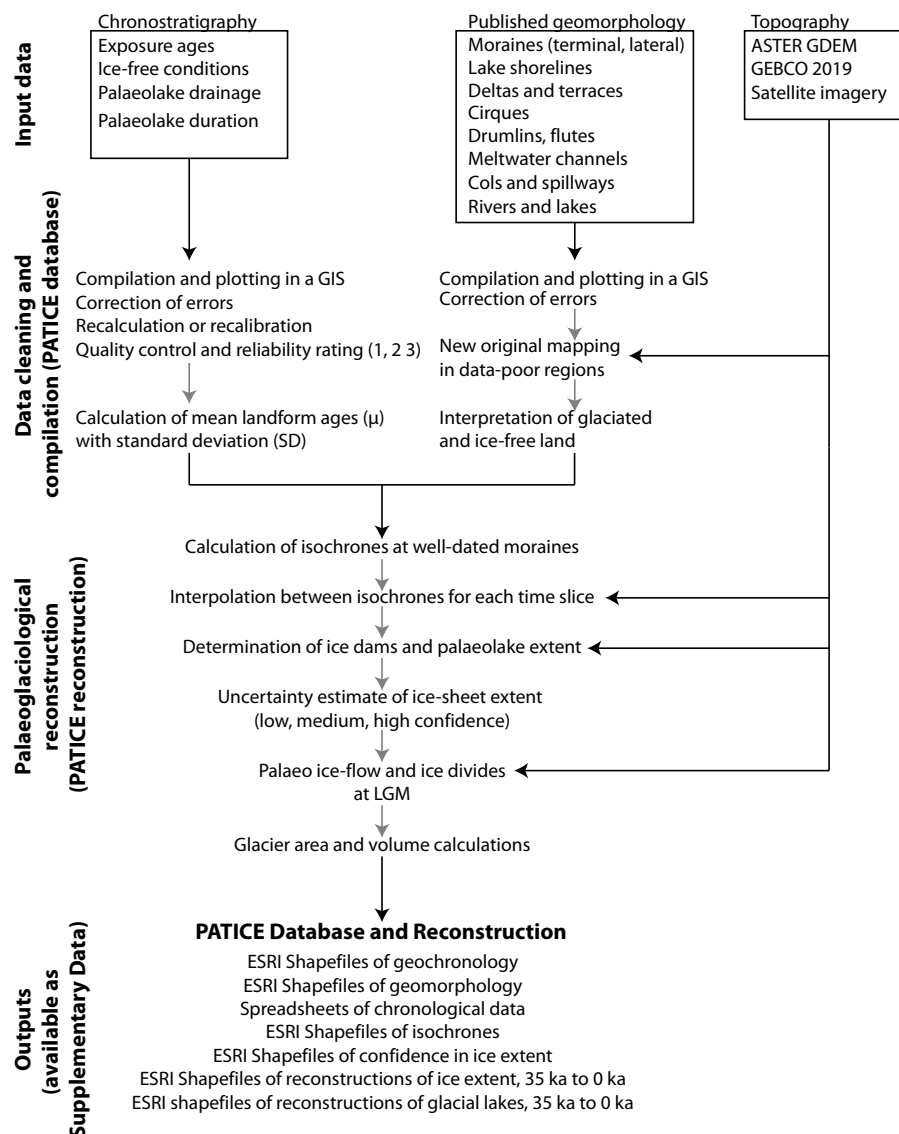 Chronostratigraphy
Exposure ages
Ice-free conditions
Palaeolake drainage
Palaeolake duration
Published geomorphology
Moraines (terminal, lateral)
Lake shorelines
Deltas and terraces
Cirques
Drumlins, flutes
Meltwater channels
Cols and spillways
Rivers and lakes
Topography
ASTER GDEM
GEBCO 2019
Satellite imagery
Input data
Data cleaning and
compilation (PATICE database)
Compilation and plotting in a GIS
Correction of errors
Recalculation or recalibration
Quality control and reliability rating (1, 2 3)
Calculation of mean landform ages (μ)
with standard deviation (SD)
Compilation and plotting in a GIS
Correction of errors
New original mapping
in data-poor regions
Interpretation of glaciated
and ice-free land
Palaeoglaciological
reconstruction
(PATICE reconstruction)
Calculation of isochrones at well-dated moraines
Interpolation between isochrones for each time slice
Determination of ice dams and palaeolake extent
Uncertainty estimate of ice-sheet extent
(low, medium, high confidence)
Palaeo ice-flow and ice divides
at LGM
Glacier area and volume calculations
Outputs
(available as
Supplementary Data)
PATICE Database and Reconstruction
ESRI Shapefiles of geochronology
ESRI Shapefiles of geomorphology
Spreadsheets of chronological data
ESRI Shapefiles of isochrones
ESRI Shapefiles of confidence in ice extent
ESRI Shapefiles of reconstructions of ice extent, 35 ka to 0 ka
ESRI shapefiles of reconstructions of glacial lakes, 35 ka to 0 ka